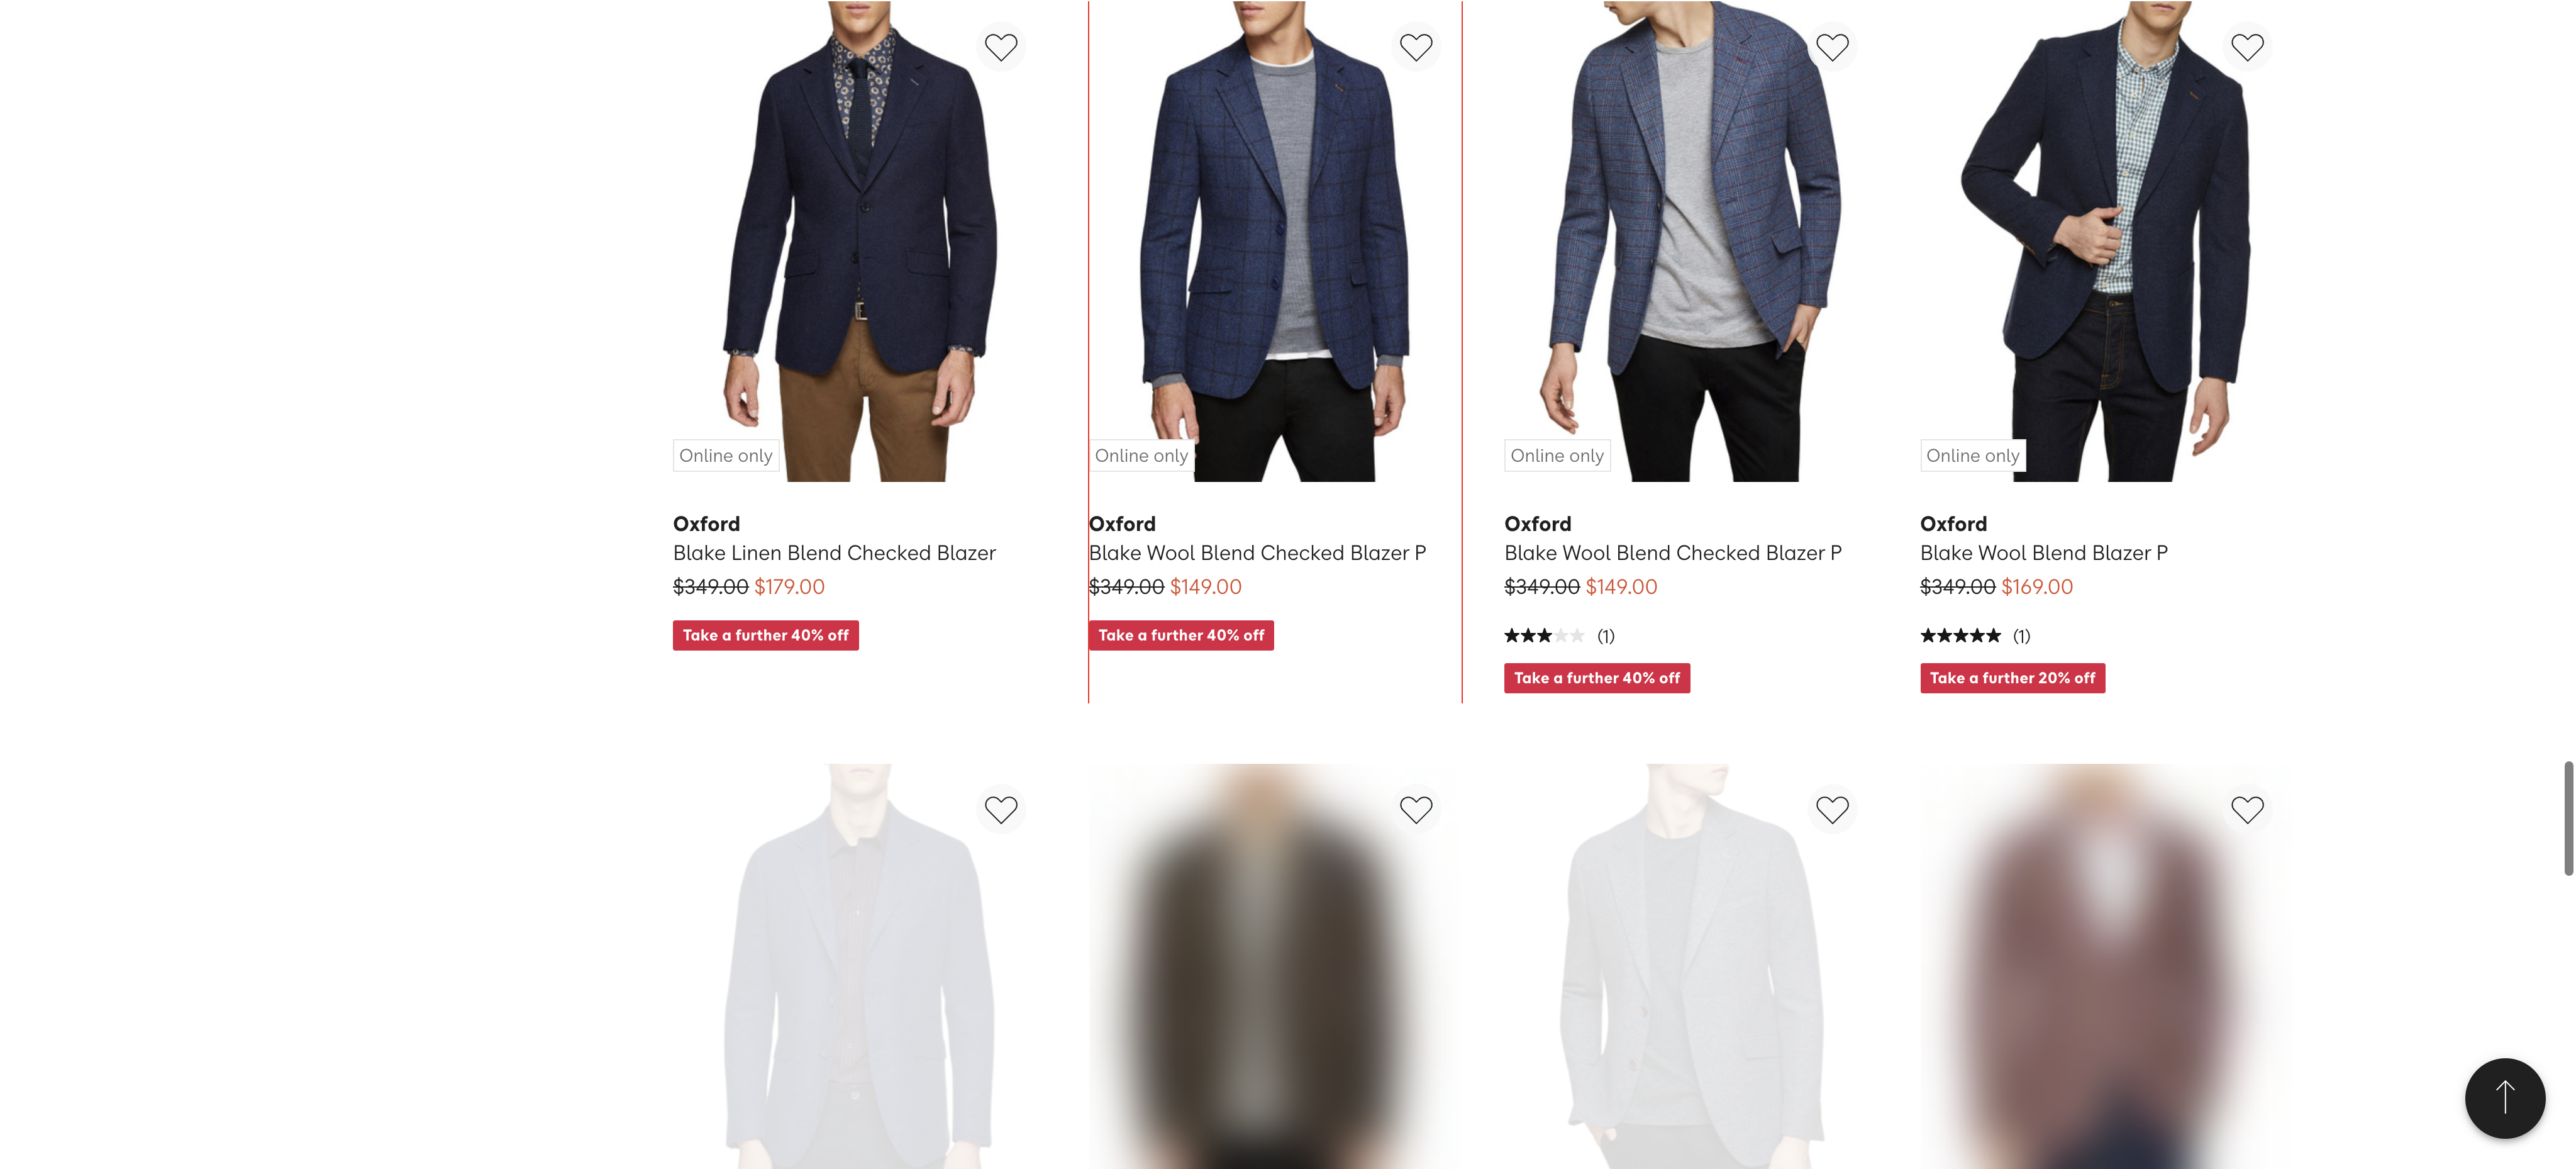 Online only
Oxford
Blake Linen Blend Checked Blazer
$349.00 $179.00
Take a further 40% off
Online only
Oxford
Blake Wool Blend Checked Blazer P
$349.00 $149.00
Take a further 40% off
Online only
Oxford
Blake Wool Blend Checked Blazer P
$349.00 $149.00
(1)
Take a further 40% off
Online only
Oxford
Blake Wool Blend Blazer P
$349.00 $169.00
(1)
Take a further 20% off